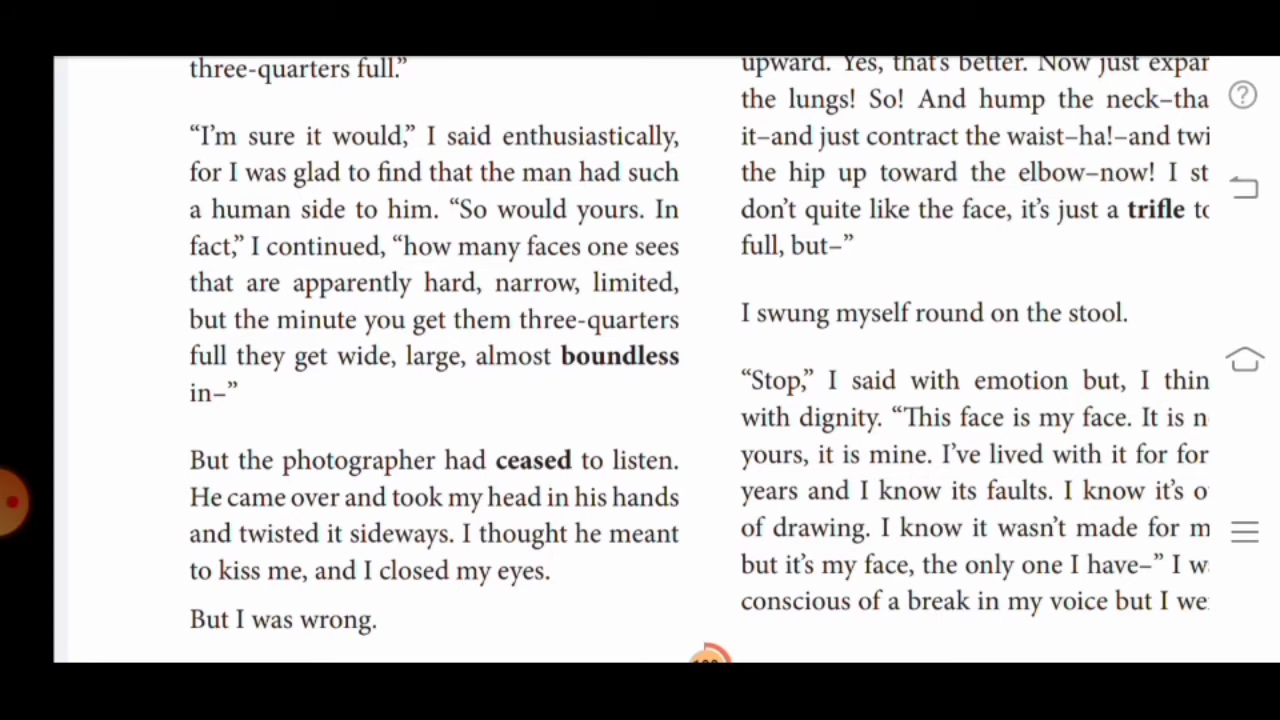 three-quarters full.”
“I’m sure it would,” I said enthusiastically,
for I was glad to find that the man had such
a human side to him. “So would yours. In
fact,” I continued, “how many faces one sees
that are apparently hard, narrow, limited,
but the minute you get them three-quarters
full they get wide, large, almost boundless
in–”
But the photographer had ceased to listen.
He came over and took my head in his hands
and twisted it sideways. I thought he meant
to kiss me, and I closed my eyes.
But I was wrong.
upward. Yes, that’s better. Now just expan
the lungs! So! And hump the neck–tha
it–and just contract the waist–ha!–and twi
the hip up toward the elbow–now! I st
don’t quite like the face, it’s just a trifle to
full, but–”
I swung myself round on the stool.
“Stop,” I said with emotion but, I thin
with dignity. “This face is my face. It is n
yours, it is mine. I’ve lived with it for for
years and I know its faults. I know it’s o
of drawing. I know it wasn’t made for m
but it’s my face, the only one I have–” I w
conscious of a break in my voice but I we